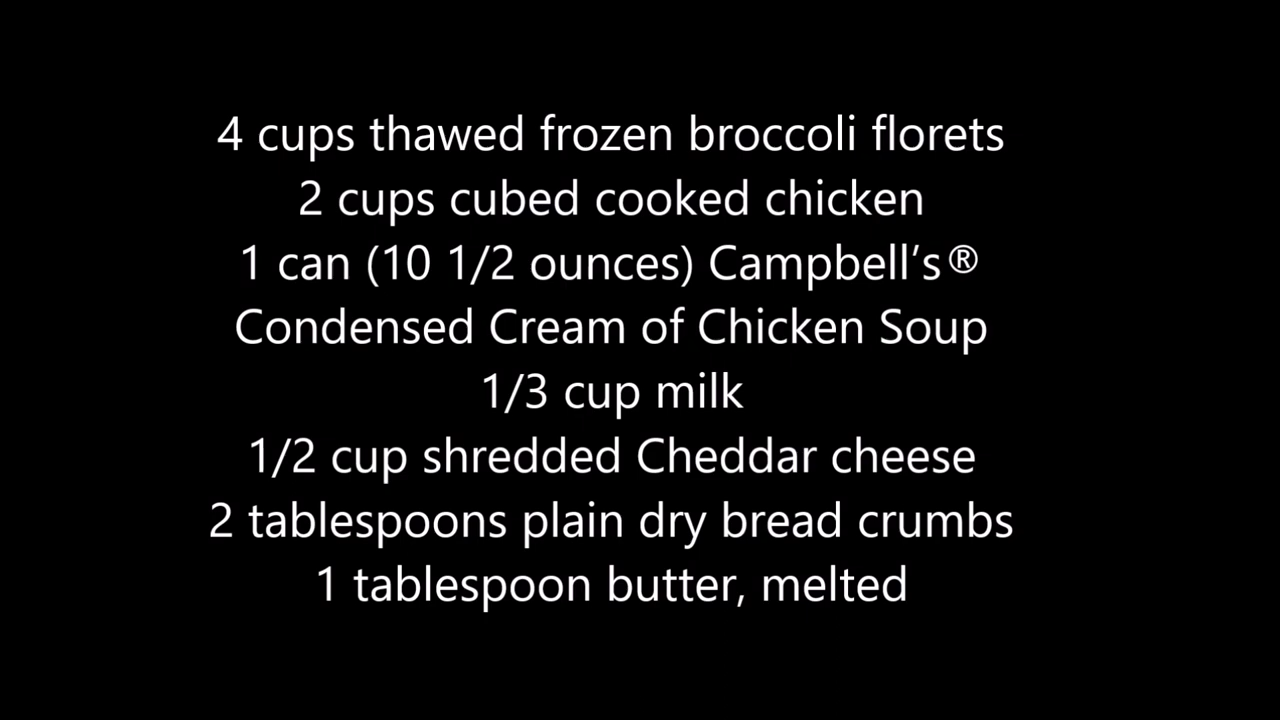 4 cups thawed frozen broccoli florets
2 cups cubed cooked chicken
1 can (10 1/2 ounces) Campbell’s®
Condensed Cream of Chicken Soup
1/3 cup milk
1/2 cup shredded Cheddar cheese
2 tablespoons plain dry bread crumbs
1 tablespoon butter, melted